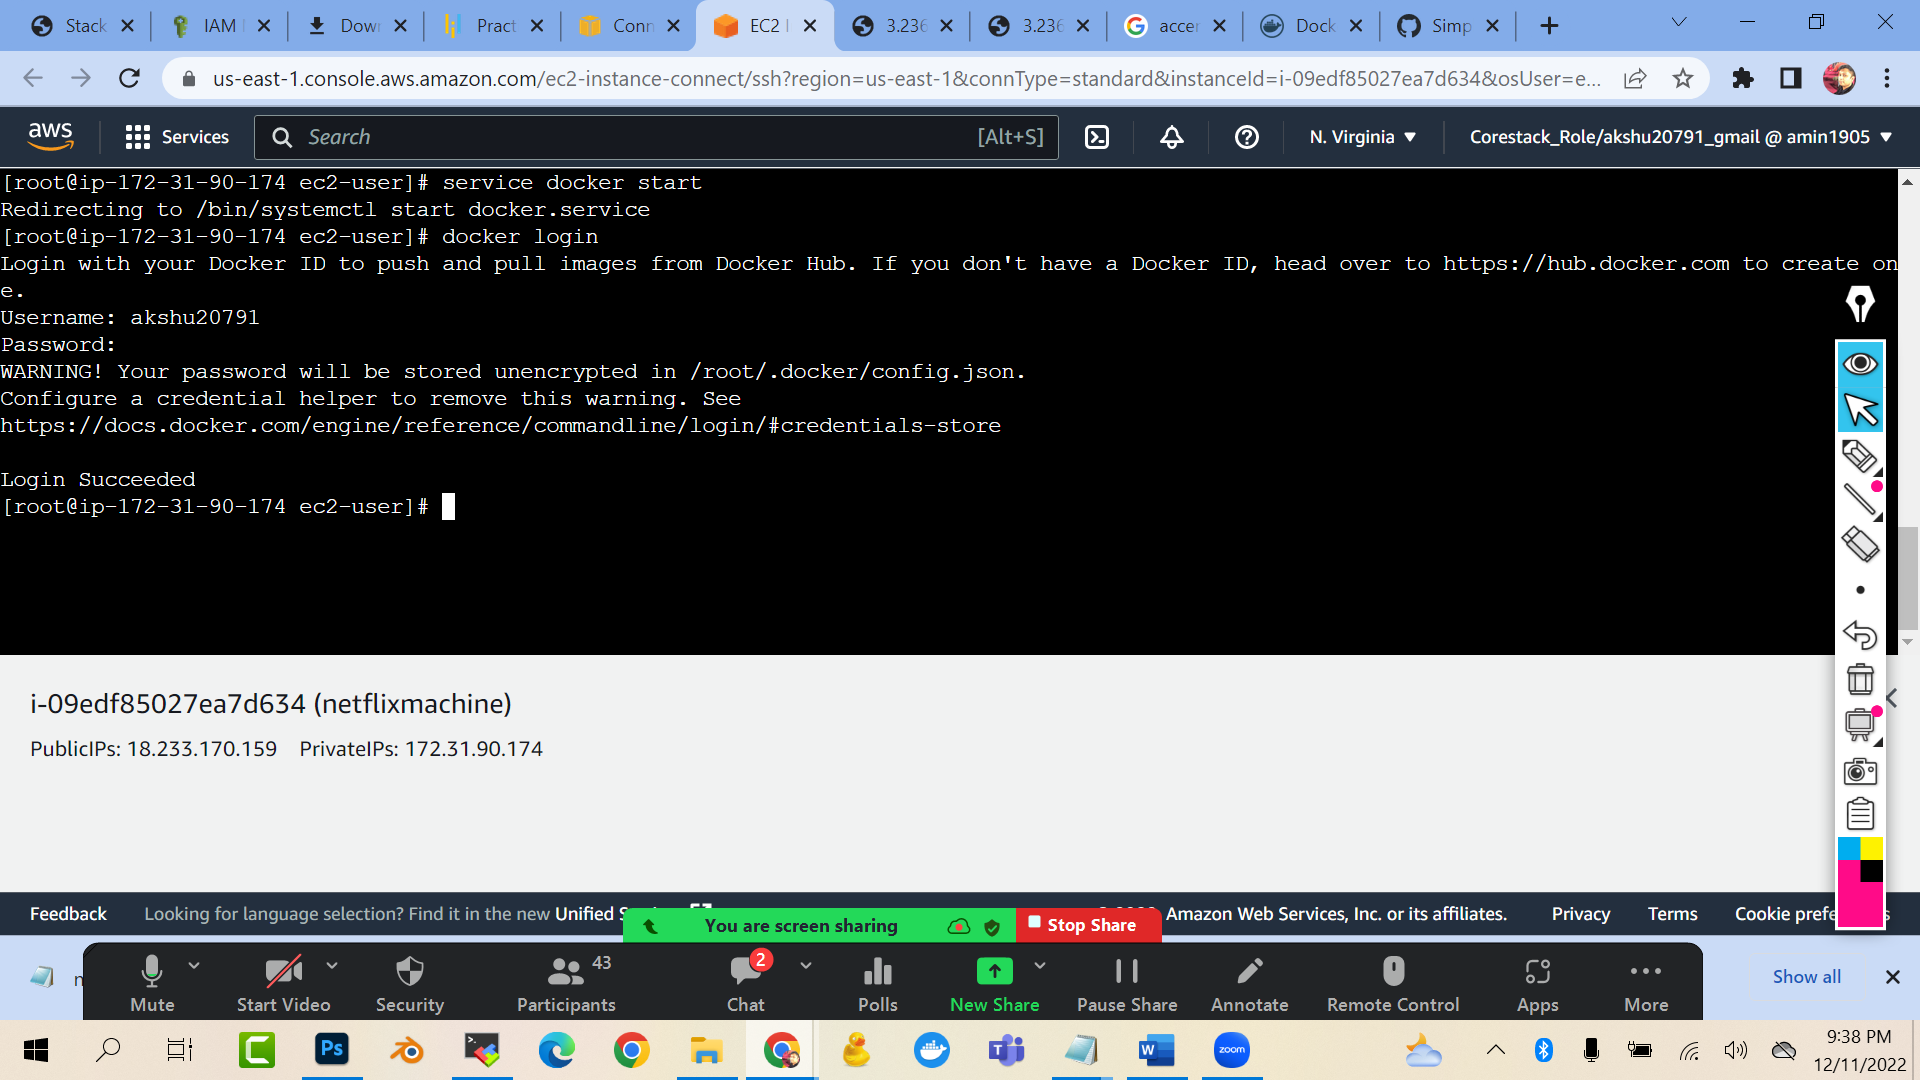 Stack
IAM
Dow
Pract
Conn
EC2 I
3.236
3.236
accer
Dock
Simp
us-east-1.console.aws.amazon.com/ec2-instance-connect/ssh?region=us-east-1&connType=standard&instanceId=i-09edf85027ea7d634&osUser=e...
aws
Services
Search
[Alt+S]
N. Virginia
Corestack_Role/akshu20791_gmail @ amin1905
[root@ip-172-31-90-174 ec2-user]# service docker start
Redirecting to /bin/systemctl start docker.service
[root@ip-172-31-90-174 ec2-user]# docker login
Login with your Docker ID to push and pull images from Docker Hub. If you don't have a Docker ID, head over to https://hub.docker.com to create on
e.
Username: akshu20791
Password:
WARNING! Your password will be stored unencrypted in /root/.docker/config.json.
Configure a credential helper to remove this warning. See
https://docs.docker.com/engine/reference/commandline/login/#credentials-store
Login Succeeded
[root@ip-172-31-90-174 ec2-user]#
i-09edf85027ea7d634 (netflixmachine)
PublicIPs: 18.233.170.159 PrivateIPs: 172.31.90.174
Feedback
Looking for language selection? Find it in the new Unified
Amazon Web Services, Inc. or its affiliates.
Privacy
Terms
Cookie prefe
You are screen sharing
Stop Share
Mute
Start Video
Security
43
Participants
2
Chat
Polls
New Share
Pause Share
Annotate
Remote Control
Apps
More
Show all
Ps
W
zoom
9:38 PM
12/11/2022